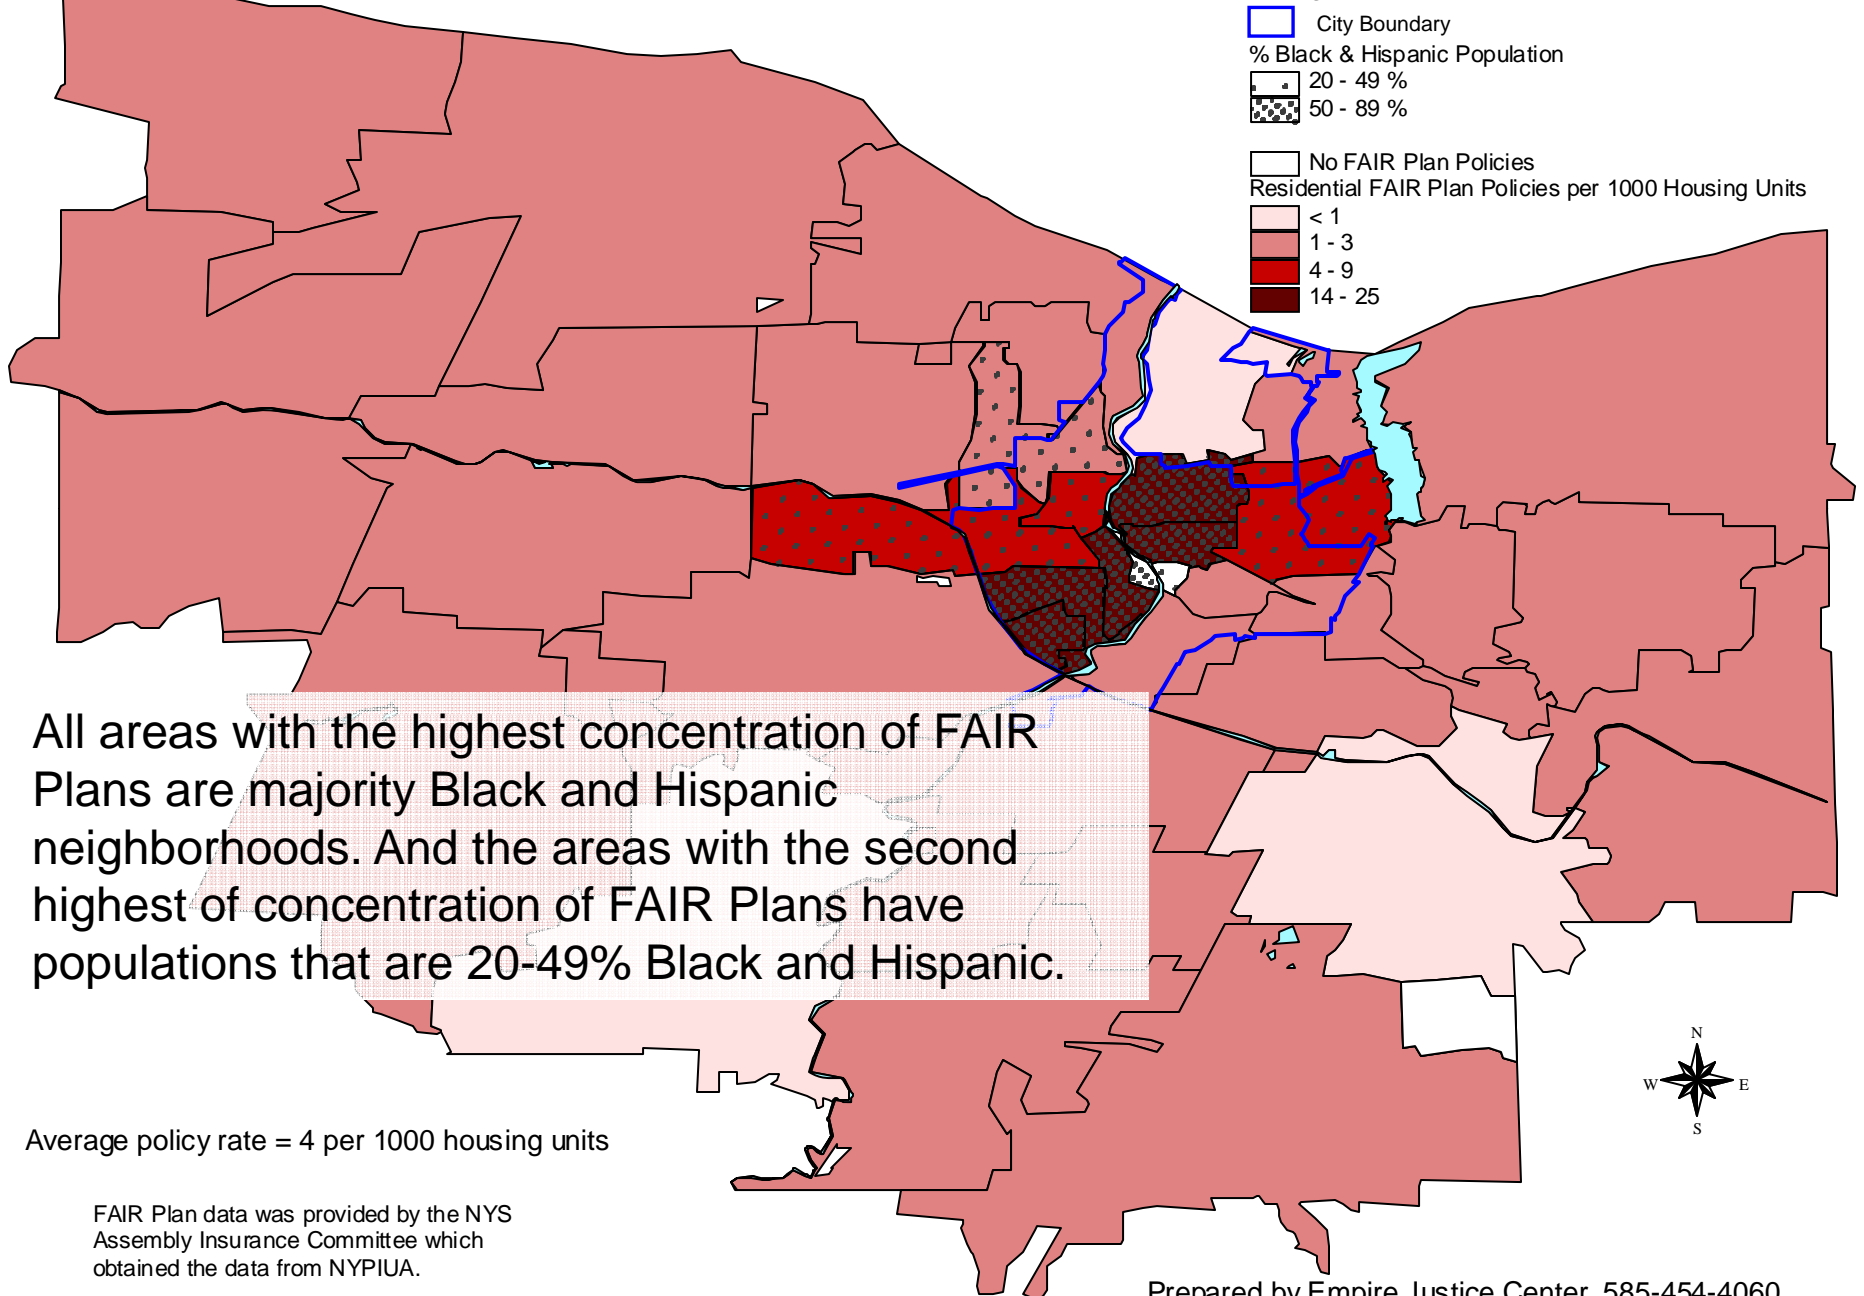 City Boundary
% Black & Hispanic Population
20 - 49 %
50 - 89 %
No FAIR Plan Policies
Residential FAIR Plan Policies per 1000 Housing Units
< 1
1 - 3
4 - 9
14 - 25
All areas with the highest concentration of FAIR
Plans are majority Black and Hispanic
neighborhoods. And the areas with the second
highest of concentration of FAIR Plans have
populations that are 20-49% Black and Hispanic.
N
W E
S
Average policy rate = 4 per 1000 housing units
FAIR Plan data was provided by the NYS
Assembly Insurance Committee which
obtained the data from NYPIUA.
Prepared by Empire Justice Center 585-454-4060